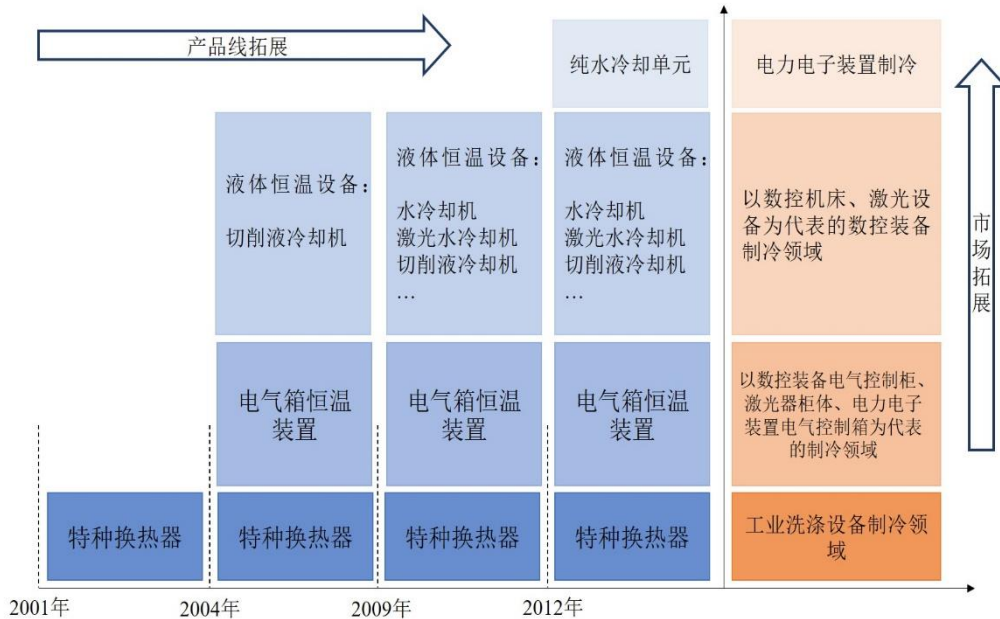 产品线拓展
纯水冷却单元
电力电子装置制冷
液体恒温设备：
切削液冷却机
液体恒温设备：
水冷却机
激光水冷却机
切削液冷却机
…
液体恒温设备：
水冷却机
激光水冷却机
切削液冷却机
…
以数控机床、激光设
备为代表的数控装备
制冷领域
市场拓展
电气箱恒温
装置
电气箱恒温
装置
电气箱恒温
装置
以数控装备电气控制柜、
激光器柜体、电力电子
装置电气控制箱为代表
的制冷领域
特种换热器
特种换热器
特种换热器
特种换热器
工业洗涤设备制冷领
域
2001年
2004年
2009年
2012年